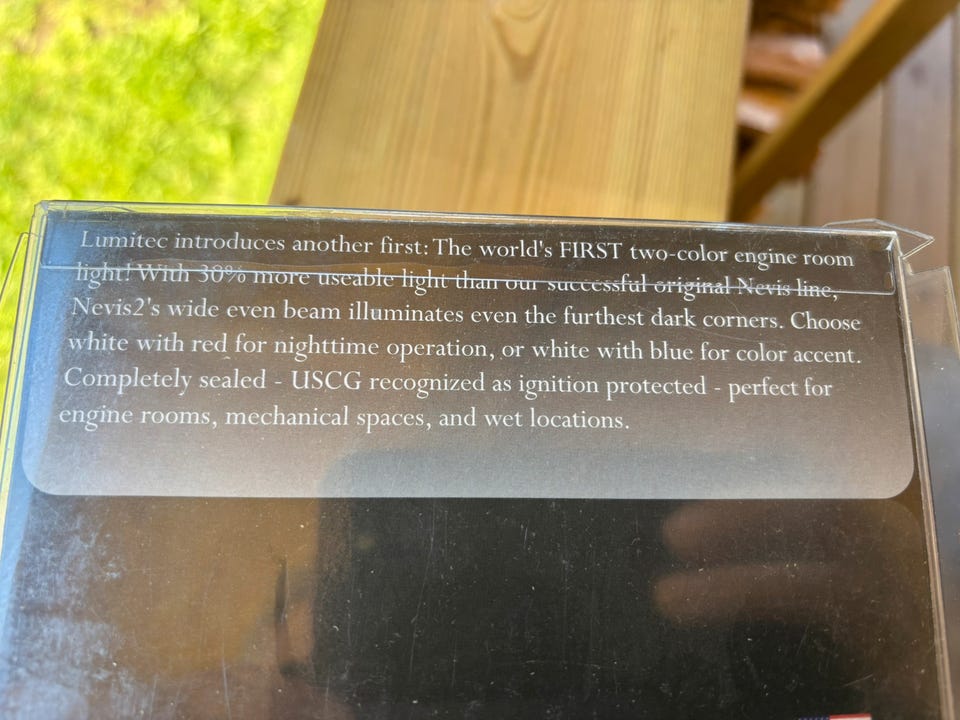 Lumitec introduces another first: The world's FIRST two-color engine room
light! With 30% more useable light than our successful original Nevis line,
Nevis2's wide even beam illuminates even the furthest dark corners. Choose
white with red for nighttime operation, or white with blue for color accent.
Completely sealed - USCG recognized as ignition protected - perfect for
engine rooms, mechanical spaces, and wet locations.